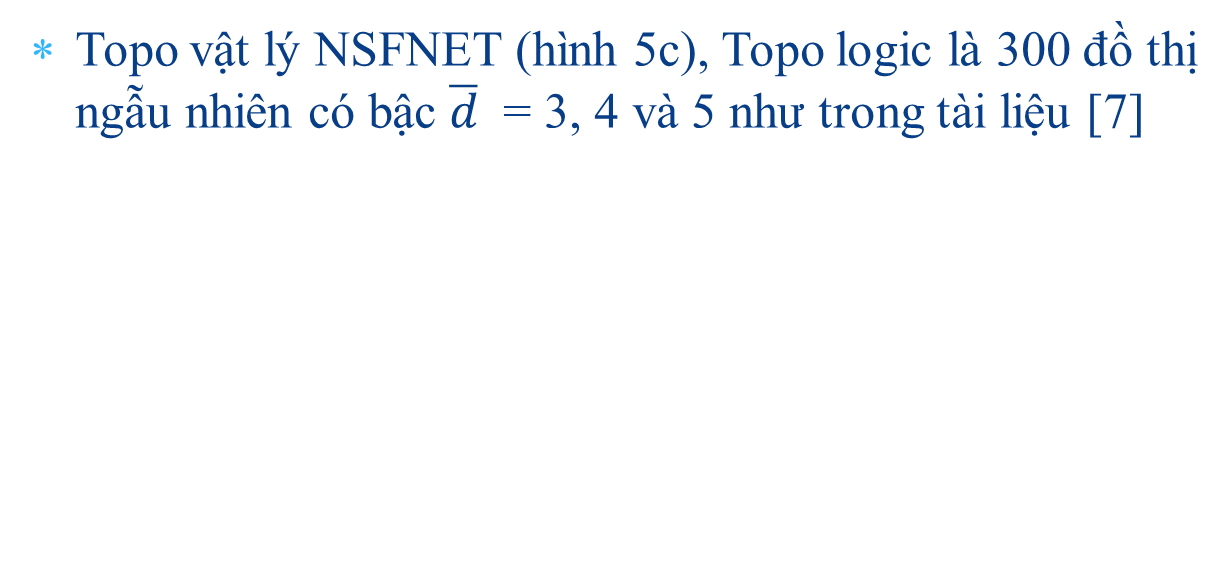 * Topo vật lý NSFNET (hình 5c), Topo logic là 300 đồ thị
ngẫu nhiên có bậc d̅ = 3, 4 và 5 như trong tài liệu [7]